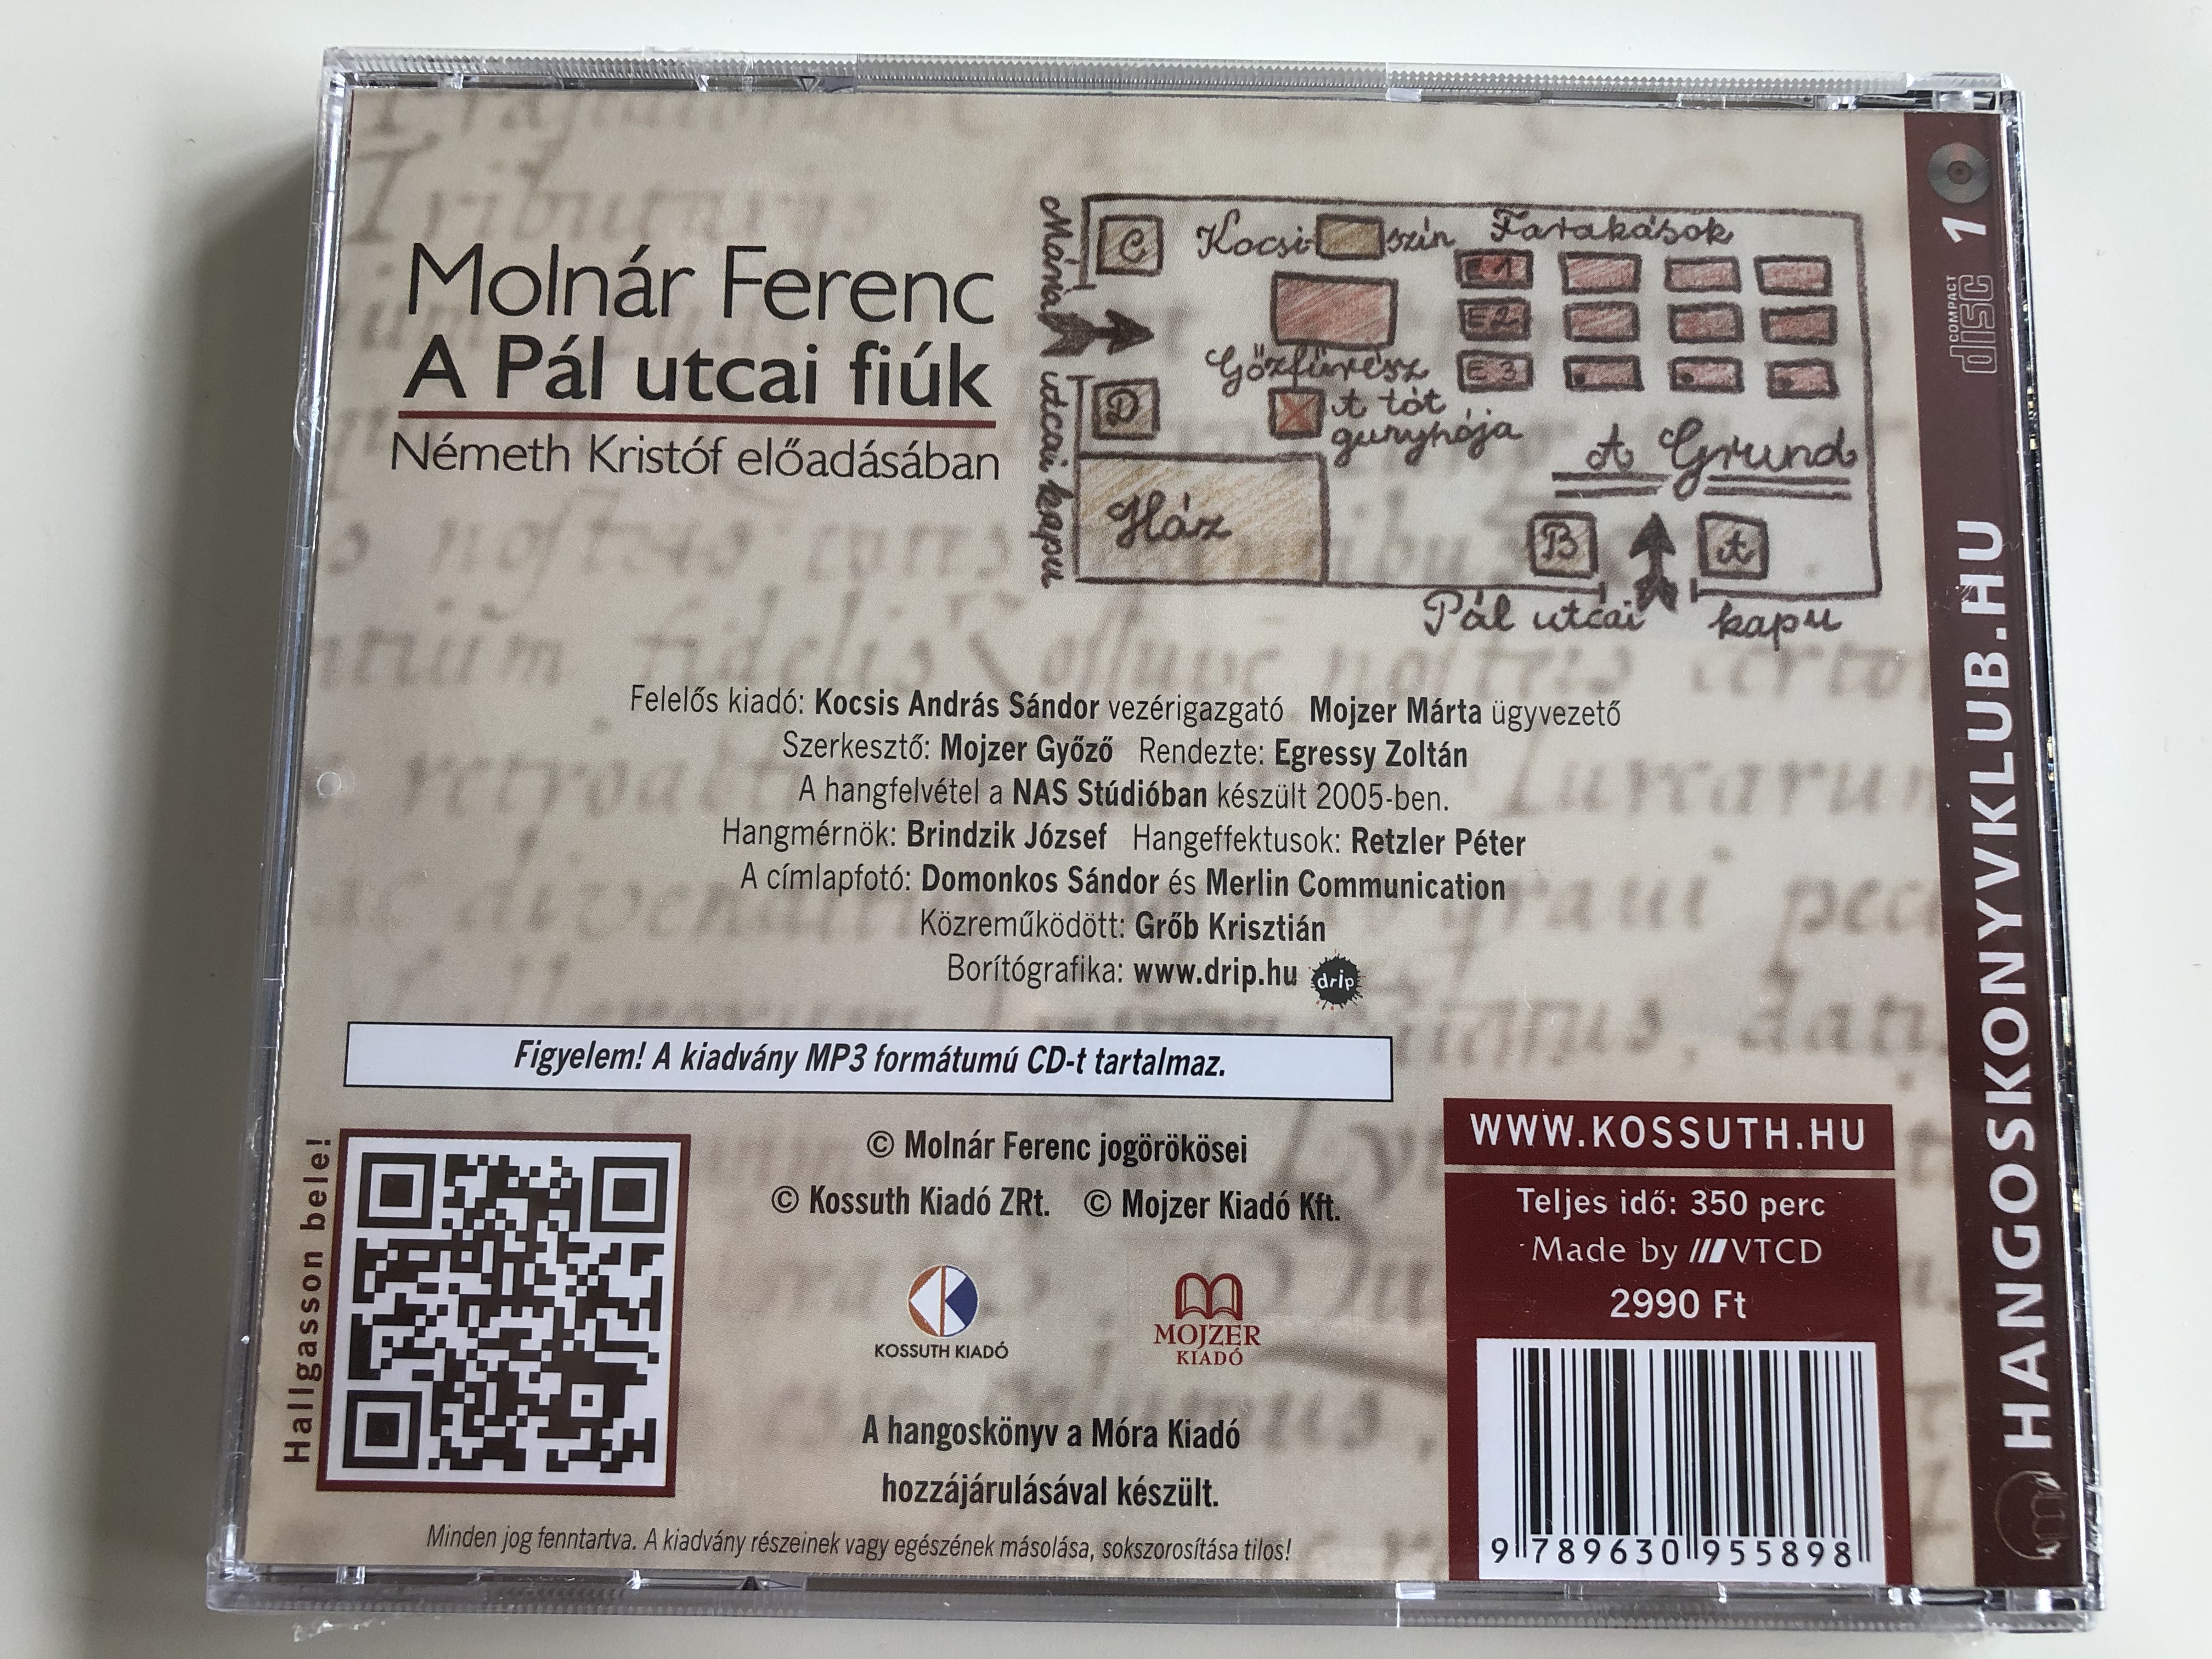 Molnár Ferenc
A Pál utcai fiúk
Németh Kristóf előadásában
Mária utcai kapu
C
Kocsi szín
Farakások
E1
E2
E3
Gőzfűrész
D
A tót
gunyhója
A Grund
Ház
B
A
Pál utcai kapu
Felelős kiadó: Kocsis András Sándor vezérigazgató Mojzer Márta ügyvezető
Szerkesztő: Mojzer Győző Rendezte: Egressy Zoltán
A hangfelvétel a NAS Stúdióban készült 2005-ben.
Hangmérnök: Brindzik József Hangeffektusok: Retzler Péter
A címlapfotó: Domonkos Sándor és Merlin Communication
Közreműködött: Grőb Krisztián
Borítógrafika: www.drip.hu drip
Figyelem! A kiadvány MP3 formátumú CD-t tartalmaz.
Hallgasson bele!
© Molnár Ferenc jogörökösei
© Kossuth Kiadó ZRt. © Mojzer Kiadó Kft.
KOSSUTH KIADÓ
MOJZER
KIADÓ
A hangoskönyv a Móra Kiadó
hozzájárulásával készült.
Minden jog fenntartva. A kiadvány részeinek vagy egészének másolása, sokszorosítása tilos!
WWW.KOSSUTH.HU
Teljes idő: 350 perc
Made by VTCD
2990 Ft
9 789630 955898
1
COMPACT
disc
HANGOSKONYVKLUB.HU